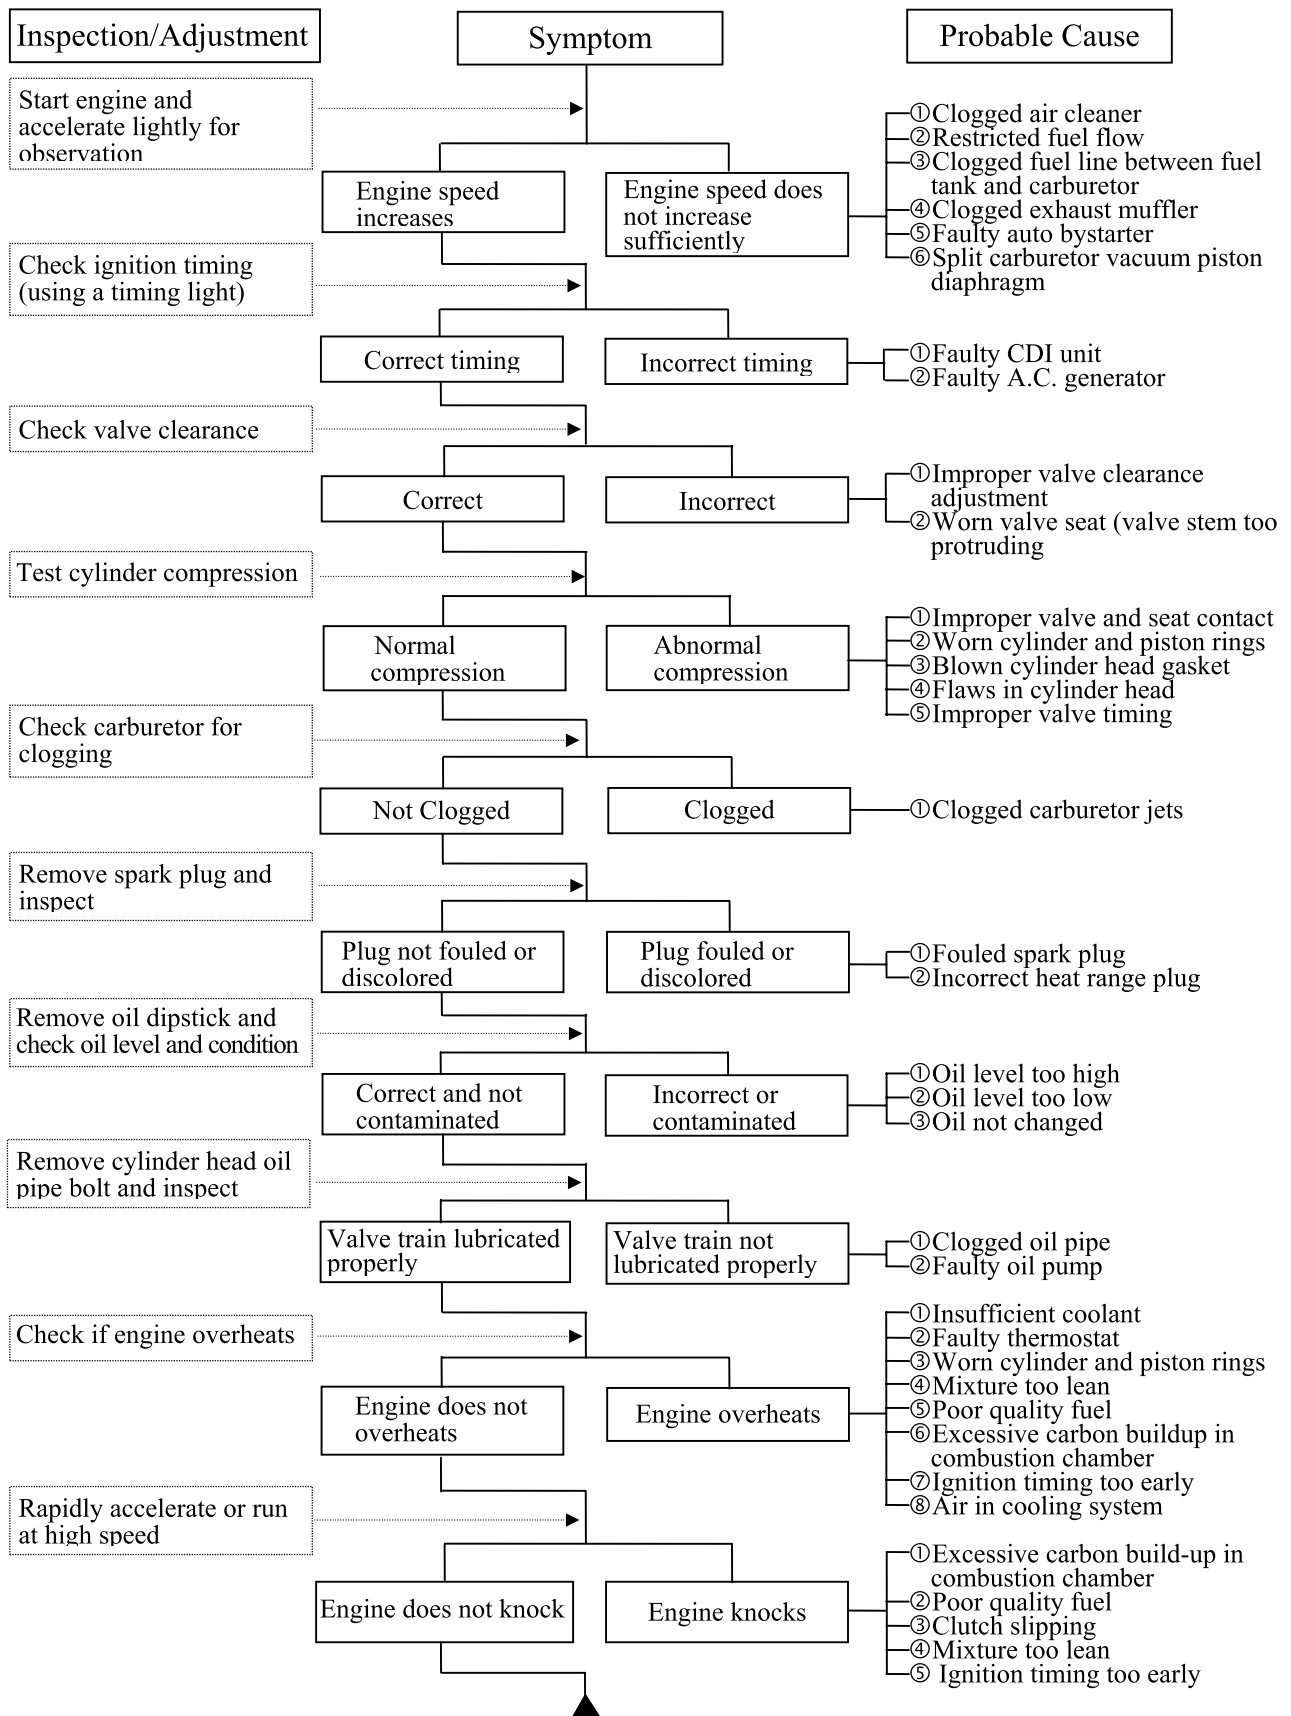 Inspection/Adjustment
Symptom
Probable Cause
Start engine and
accelerate lightly for
observation
①Clogged air cleaner
②Restricted fuel flow
③Clogged fuel line between fuel
tank and carburetor
④Clogged exhaust muffler
⑤Faulty auto bystarter
⑥Split carburetor vacuum piston
diaphragm
Engine speed
increases
Engine speed does
not increase
sufficiently
Check ignition timing
(using a timing light)
Correct timing
Incorrect timing
①Faulty CDI unit
②Faulty A.C. generator
Check valve clearance
Correct
Incorrect
①Improper valve clearance
adjustment
②Worn valve seat (valve stem too
protruding
Test cylinder compression
Normal
compression
Abnormal
compression
①Improper valve and seat contact
②Worn cylinder and piston rings
③Blown cylinder head gasket
④Flaws in cylinder head
⑤Improper valve timing
Check carburetor for
clogging
Not Clogged
Clogged
①Clogged carburetor jets
Remove spark plug and
inspect
Plug not fouled or
discolored
Plug fouled or
discolored
①Fouled spark plug
②Incorrect heat range plug
Remove oil dipstick and
check oil level and condition
Correct and not
contaminated
Incorrect or
contaminated
①Oil level too high
②Oil level too low
③Oil not changed
Remove cylinder head oil
pipe bolt and inspect
Valve train lubricated
properly
Valve train not
lubricated properly
①Clogged oil pipe
②Faulty oil pump
Check if engine overheats
Engine does not
overheats
Engine overheats
①Insufficient coolant
②Faulty thermostat
③Worn cylinder and piston rings
④Mixture too lean
⑤Poor quality fuel
⑥Excessive carbon buildup in
combustion chamber
⑦Ignition timing too early
⑧Air in cooling system
Rapidly accelerate or run
at high speed
Engine does not knock
Engine knocks
①Excessive carbon build-up in
combustion chamber
②Poor quality fuel
③Clutch slipping
④Mixture too lean
⑤ Ignition timing too early